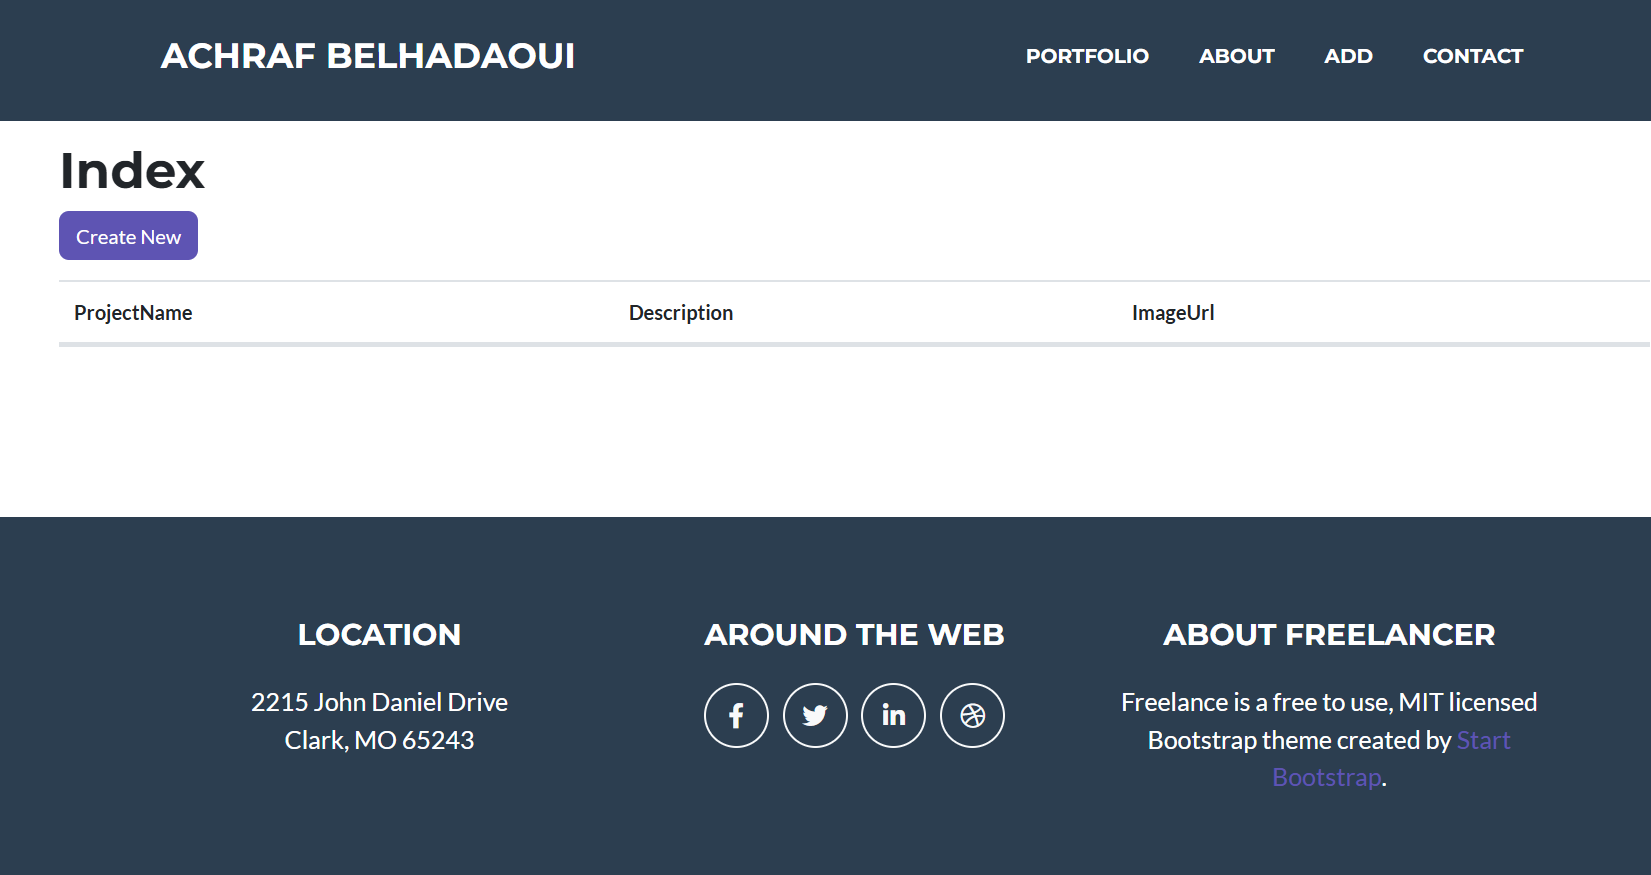 ACHRAF BELHADAOUI
PORTFOLIO ABOUT ADD CONTACT
Index
Create New
ProjectName Description ImageUrl
LOCATION
2215 John Daniel Drive
Clark, MO 65243
AROUND THE WEB
ABOUT FREELANCER
Freelance is a free to use, MIT licensed
Bootstrap theme created by Start
Bootstrap.